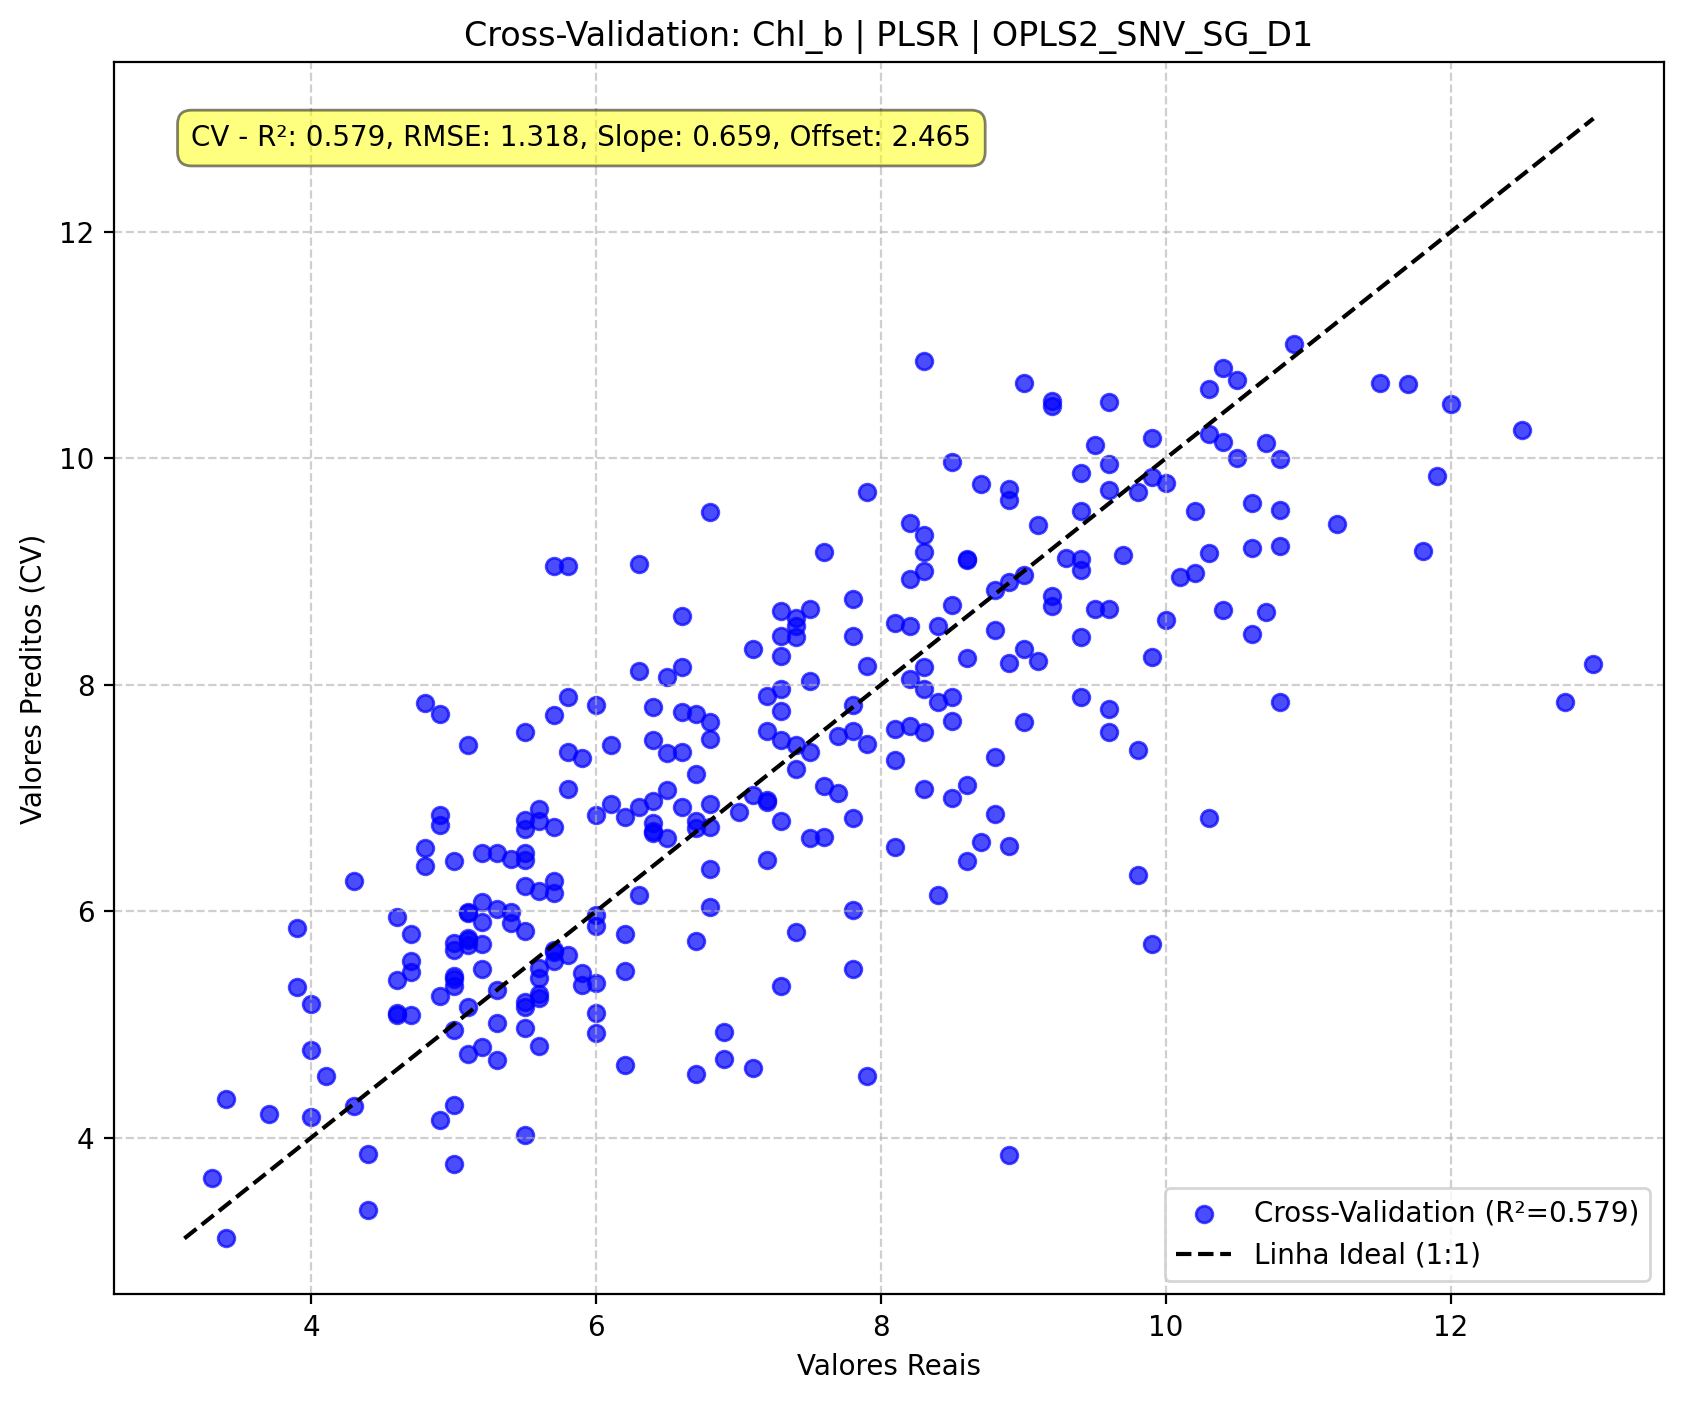 Cross-Validation: Chl_b | PLSR | OPLS2_SNV_SG_D1
CV - R²: 0.579, RMSE: 1.318, Slope: 0.659, Offset: 2.465
12
10
8
6
4
Valores Preditos (CV)
Cross-Validation (R²=0.579)
Linha Ideal (1:1)
4 6 8 10 12
Valores Reais